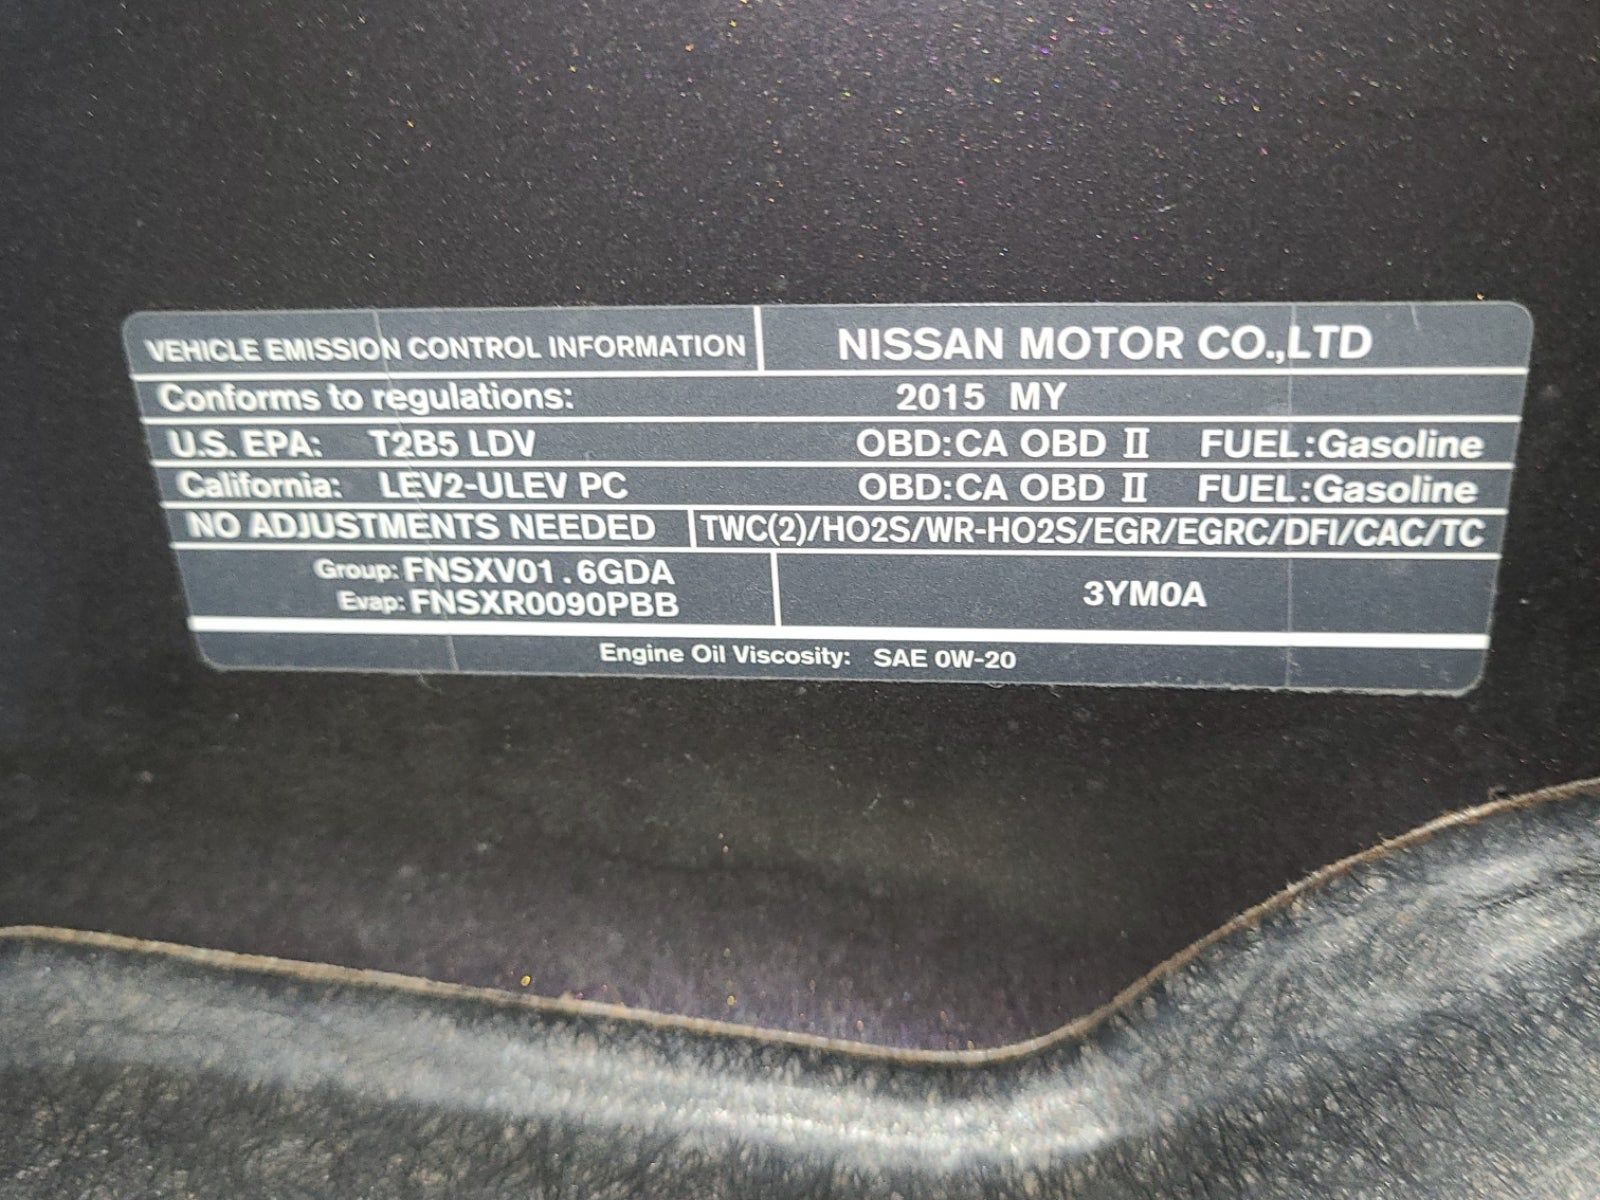 VEHICLE EMISSION CONTROL INFORMATION NISSAN MOTOR CO.,LTD
Conforms to regulations: 2015 MY
U.S. EPA: T2B5 LDV OBD:CA OBD II FUEL:Gasoline
California: LEV2-ULEV PC OBD:CA OBD II FUEL:Gasoline
NO ADJUSTMENTS NEEDED TWC(2)/HO2S/WR-HO2S/EGR/EGRC/DFI/CAC/TC
Group: FNSXV01.6GDA
Evap: FNSXR0090PBB
3YM0A
Engine Oil Viscosity: SAE 0W-20